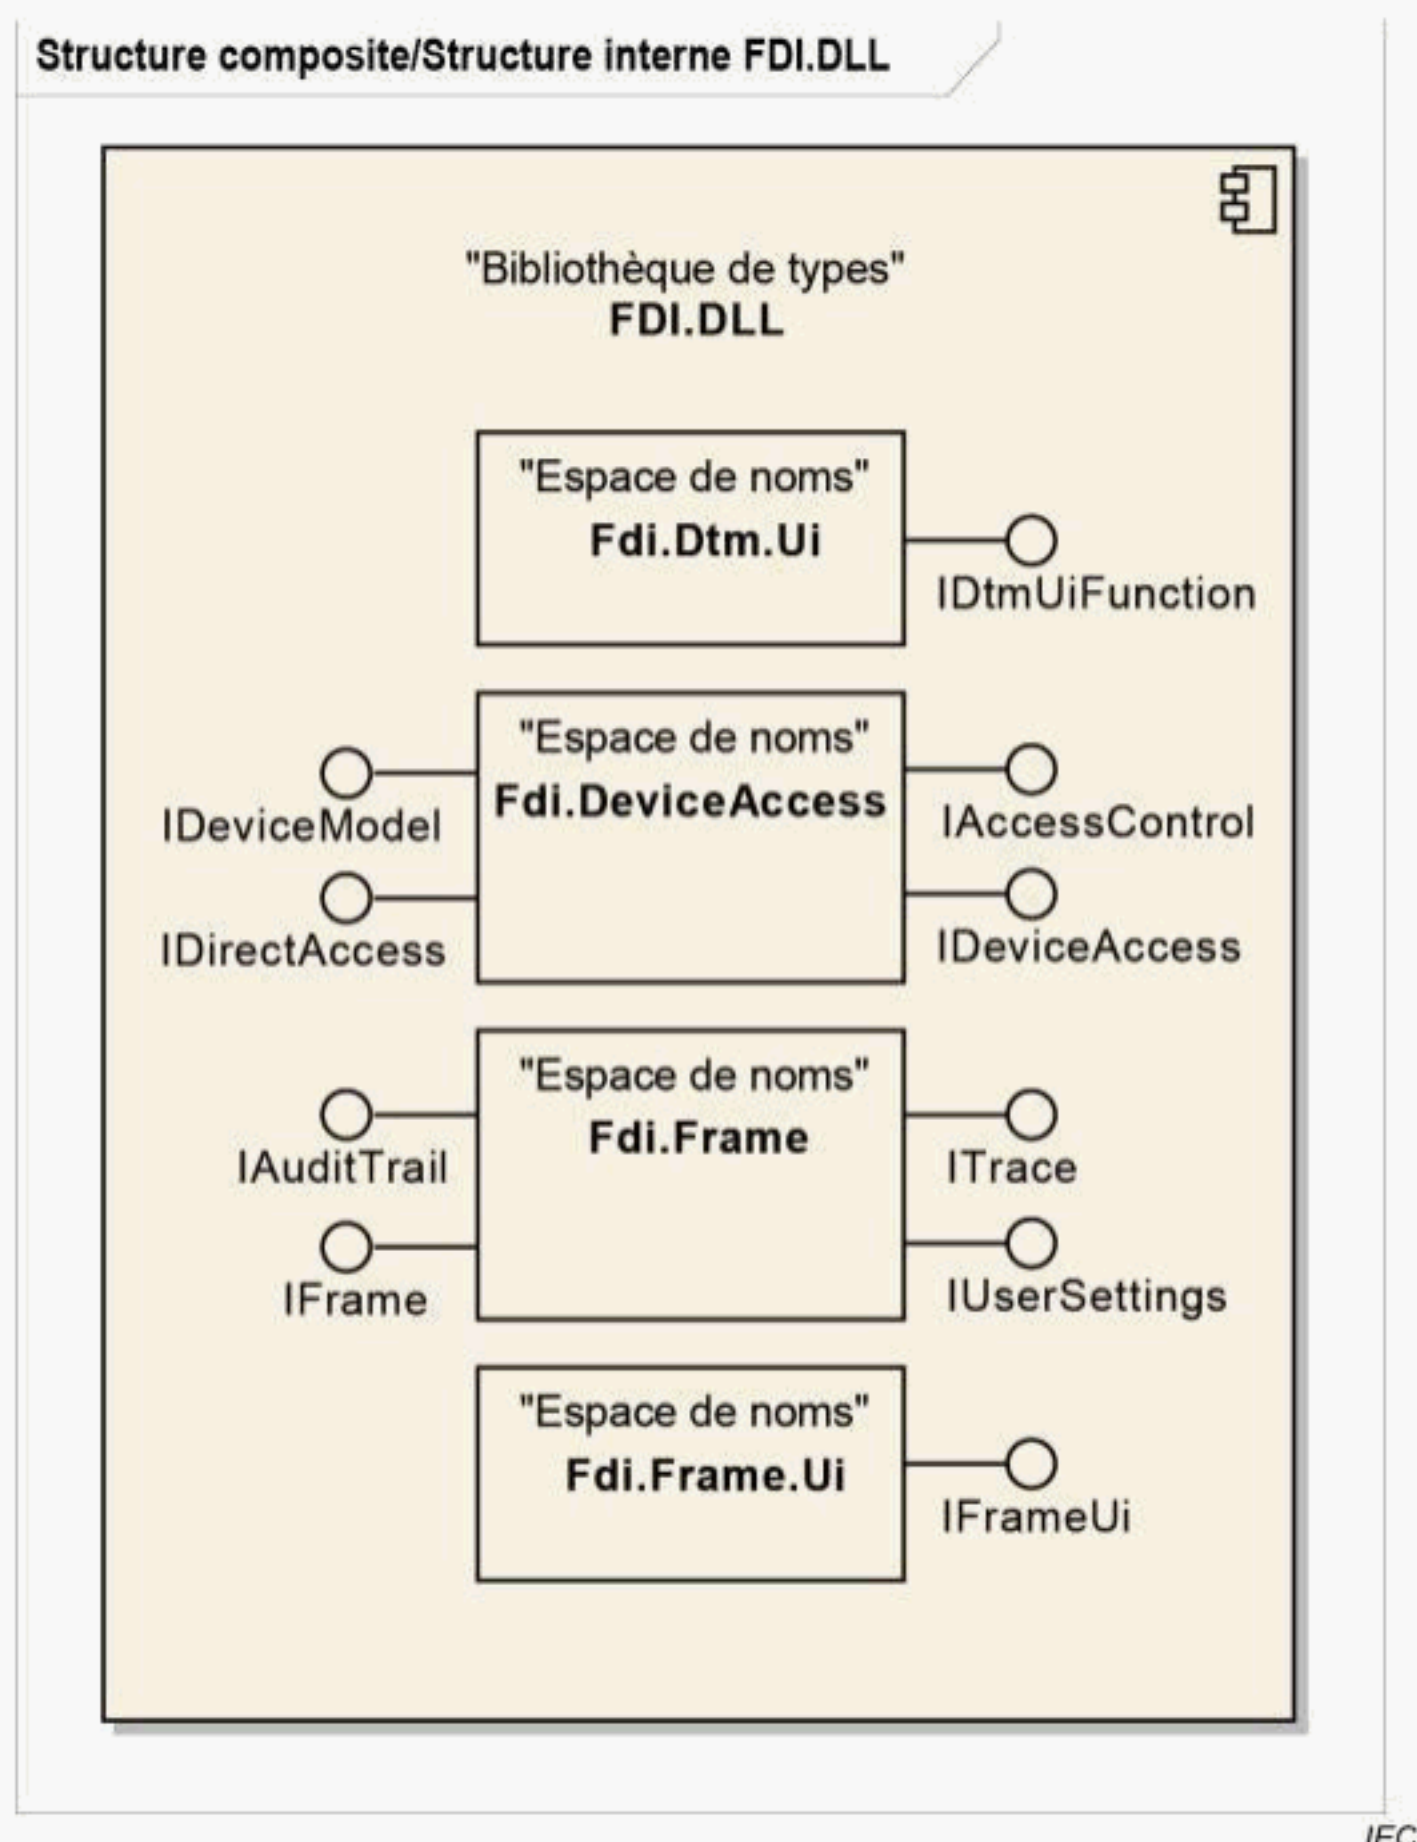 Structure composite/Structure interne FDI.DLL
"Bibliothèque de types"
FDI.DLL
"Espace de noms"
Fdi.Dtm.Ui
IDtmUiFunction
"Espace de noms"
Fdi.DeviceAccess
IDeviceModel
IAccessControl
IDirectAccess
IDeviceAccess
"Espace de noms"
Fdi.Frame
IAuditTrail
ITrace
IFrame
IUserSettings
"Espace de noms"
Fdi.Frame.Ui
IFrameUi
IEC